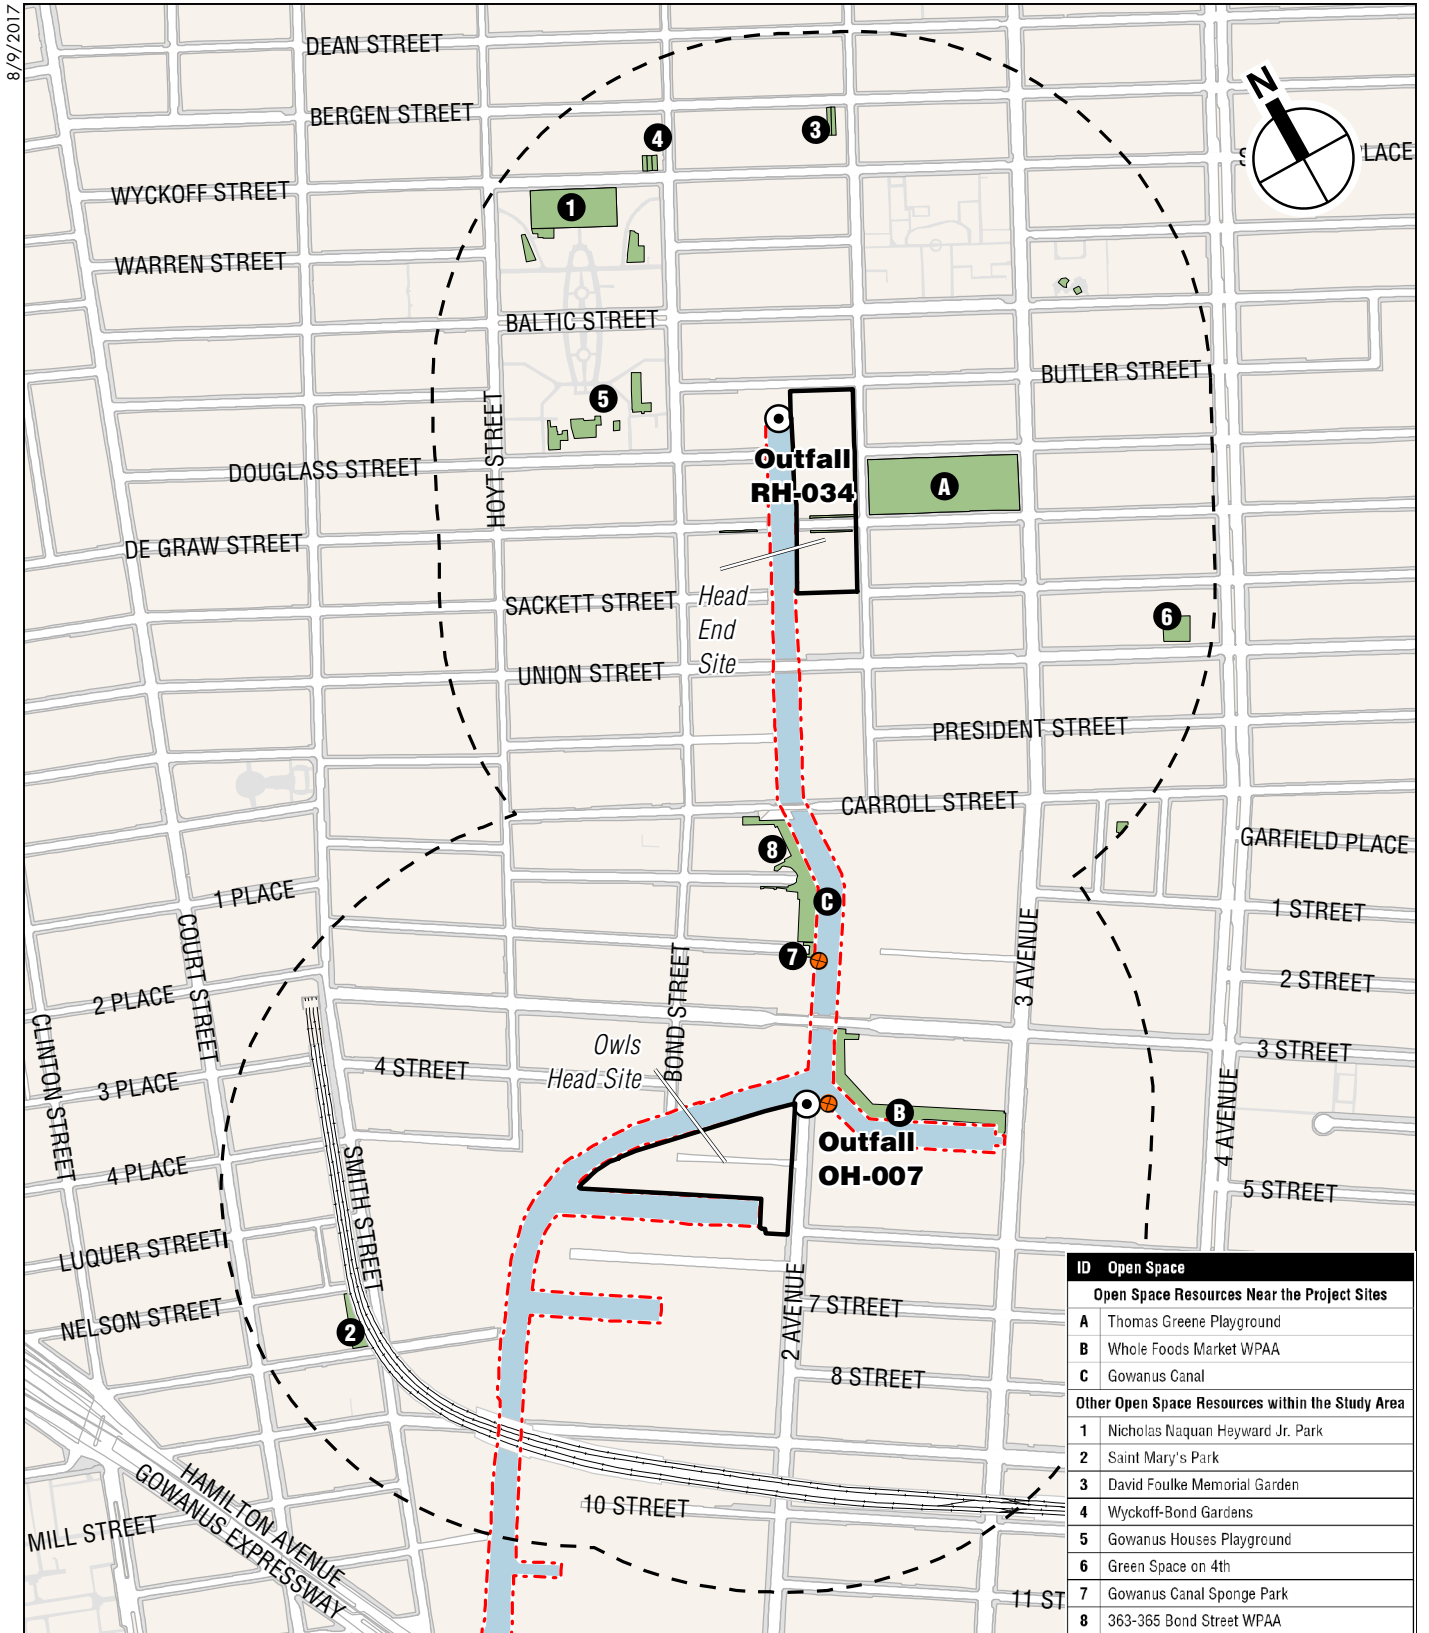 8/9/2017
DEAN STREET
BERGEN STREET
N
LACE
4
3
WYCKOFF STREET
1
WARREN STREET
BALTIC STREET
BUTLER STREET
5
HOYT STREET
DOUGLASS STREET
Outfall
RH-034
A
DE GRAW STREET
SACKETT STREET
Head
End
Site
6
UNION STREET
PRESIDENT STREET
CARROLL STREET
GARFIELD PLACE
8
1 PLACE
C
1 STREET
COURT STREET
3 AVENUE
7
BOND STREET
2 STREET
2 PLACE
CLINTON STREET
Owls
Head Site
3 STREET
4 STREET
3 PLACE
4 AVENUE
B
Outfall
OH-007
4 PLACE
SMITH STREET
5 STREET
LUQUER STREET
2 AVENUE
7 STREET
NELSON STREET
2
8 STREET
HAMILTON AVENUE
GOWANUS EXPRESSWAY
10 STREET
MILL STREET
11 ST
ID Open Space
Open Space Resources Near the Project Sites
A Thomas Greene Playground
B Whole Foods Market WPAA
C Gowanus Canal
Other Open Space Resources within the Study Area
1 Nicholas Naquan Heyward Jr. Park
2 Saint Mary's Park
3 David Foulke Memorial Garden
4 Wyckoff-Bond Gardens
5 Gowanus Houses Playground
6 Green Space on 4th
7 Gowanus Canal Sponge Park
8 363-365 Bond Street WPAA